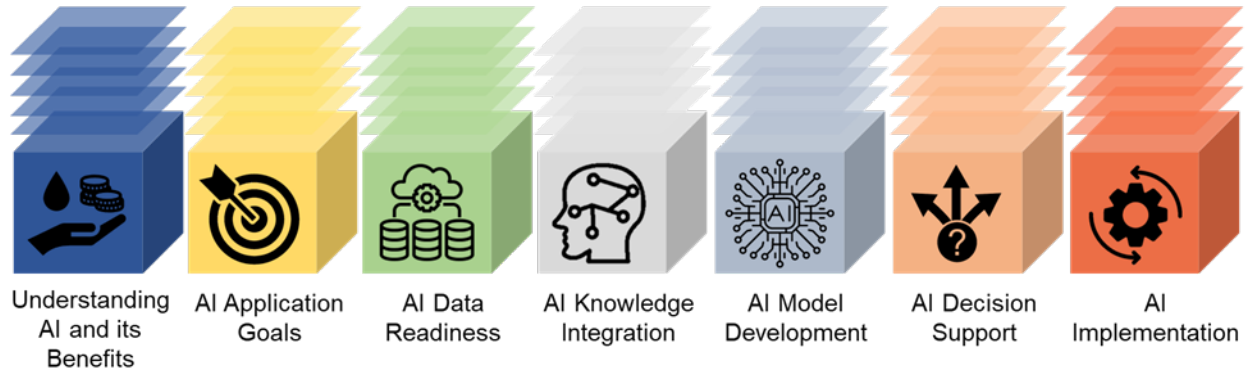 AI
?
Understanding
AI and its
Benefits
AI Application
Goals
AI Data
Readiness
AI Knowledge
Integration
AI Model
Development
AI Decision
Support
AI
Implementation